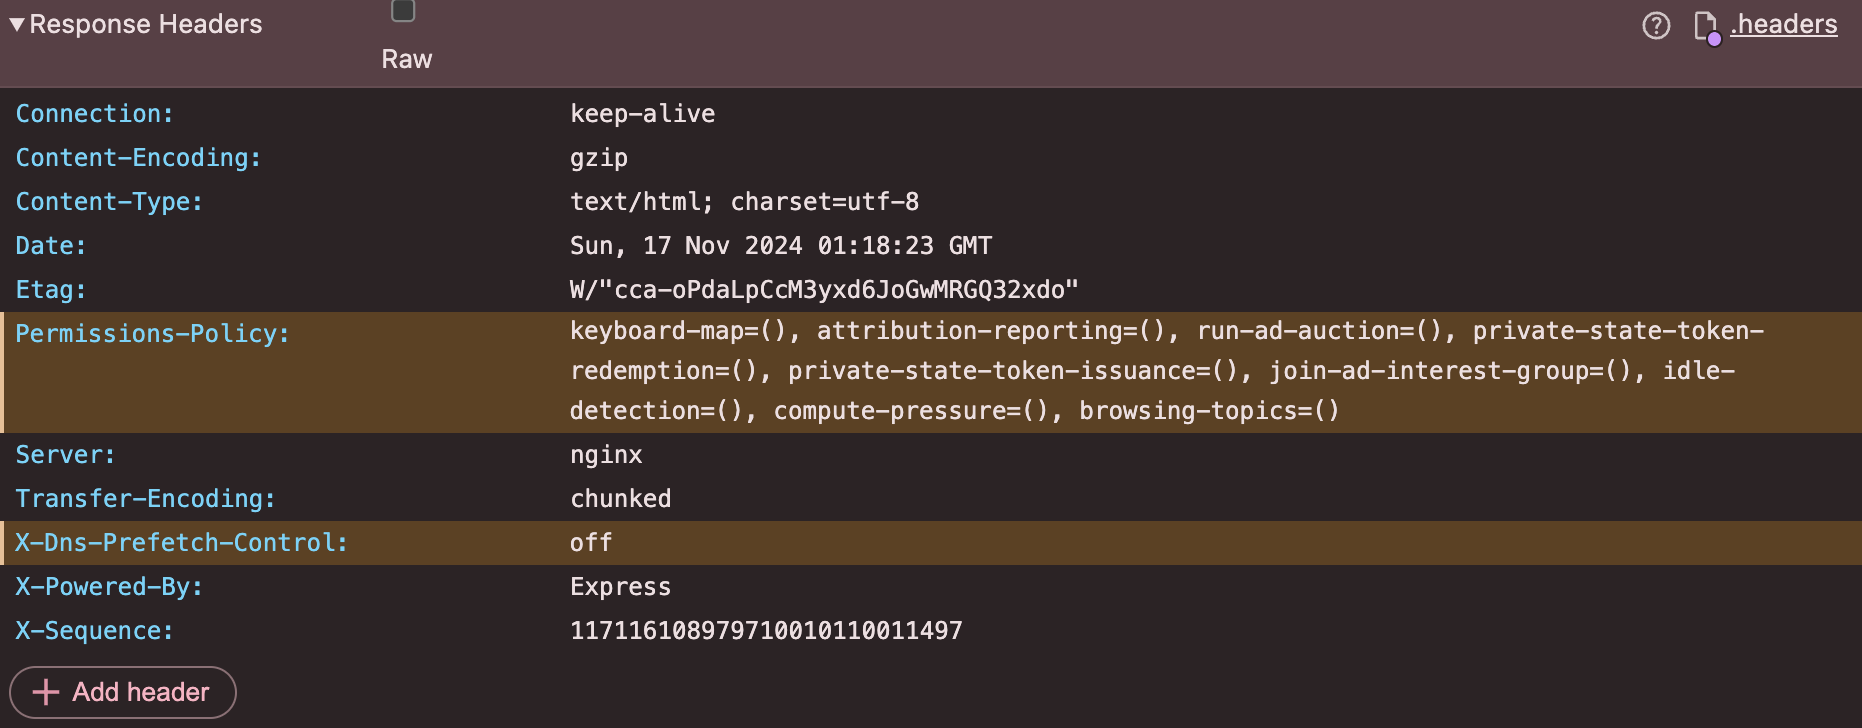 Response Headers
Raw
.headers
Connection: keep-alive
Content-Encoding: gzip
Content-Type: text/html; charset=utf-8
Date: Sun, 17 Nov 2024 01:18:23 GMT
Etag: W/"cca-oPdaLpCcM3yxd6JoGwMRGQ32xdo"
Permissions-Policy: keyboard-map=(), attribution-reporting=(), run-ad-auction=(), private-state-token-
redemption=(), private-state-token-issuance=(), join-ad-interest-group=(), idle-
detection=(), compute-pressure=(), browsing-topics=()
Server: nginx
Transfer-Encoding: chunked
X-Dns-Prefetch-Control: off
X-Powered-By: Express
X-Sequence: 117116108979710010110011497
Add header